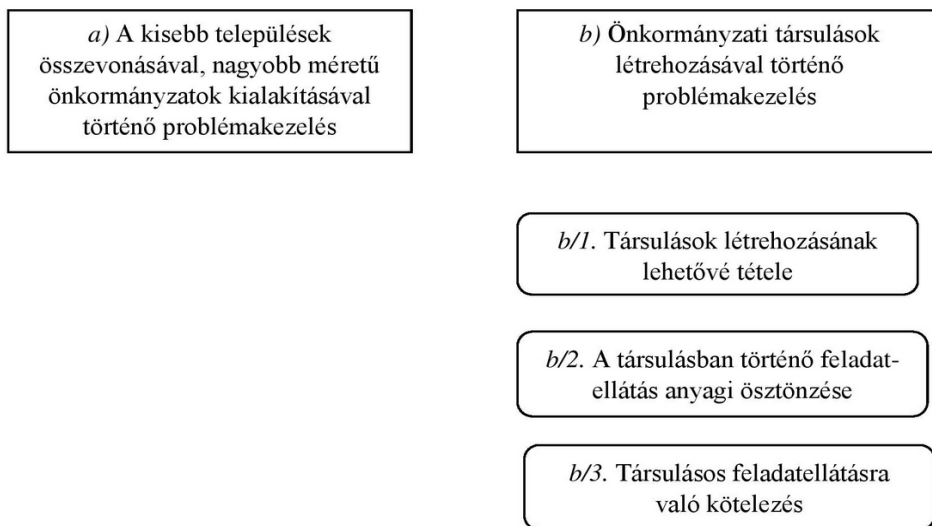 a) A kisebb települések
összevonásával, nagyobb méretű
önkormányzatok kialakításával
történő problémakezelés
b) Önkormányzati társulások
létrehozásával történő
problémakezelés
b/1. Társulások létrehozásának
lehetővé tétele
b/2. A társulásban történő feladat-
ellátás anyagi ösztönzése
b/3. Társulásos feladatellátásra
való kötelezés